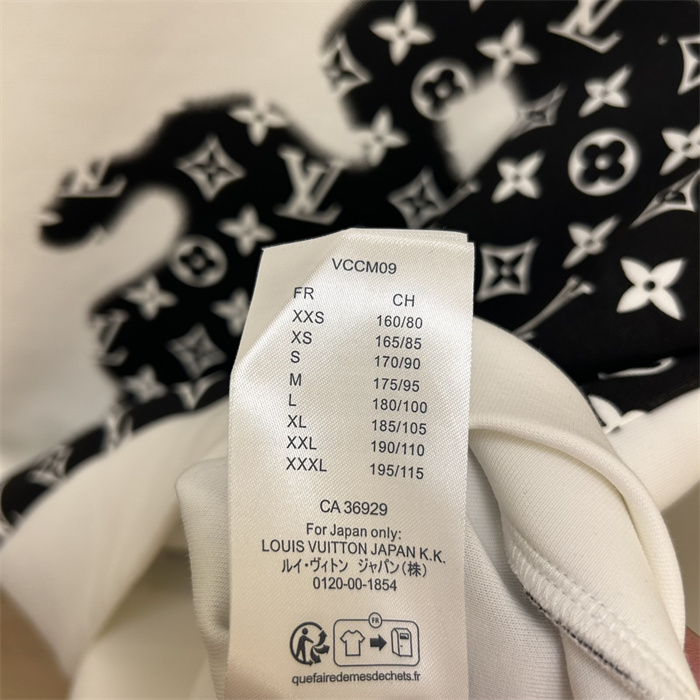 VCCM09
FR CH
XXS 160/80
XS 165/85
S 170/90
M 175/95
L 180/100
XL 185/105
XXL 190/110
XXXL 195/115
CA 36929
For Japan only:
LOUIS VUITTON JAPAN K.K.
ルイ・ヴィトン ジャパン(株)
0120-00-1854
FR
quefairedemesdechets.fr/